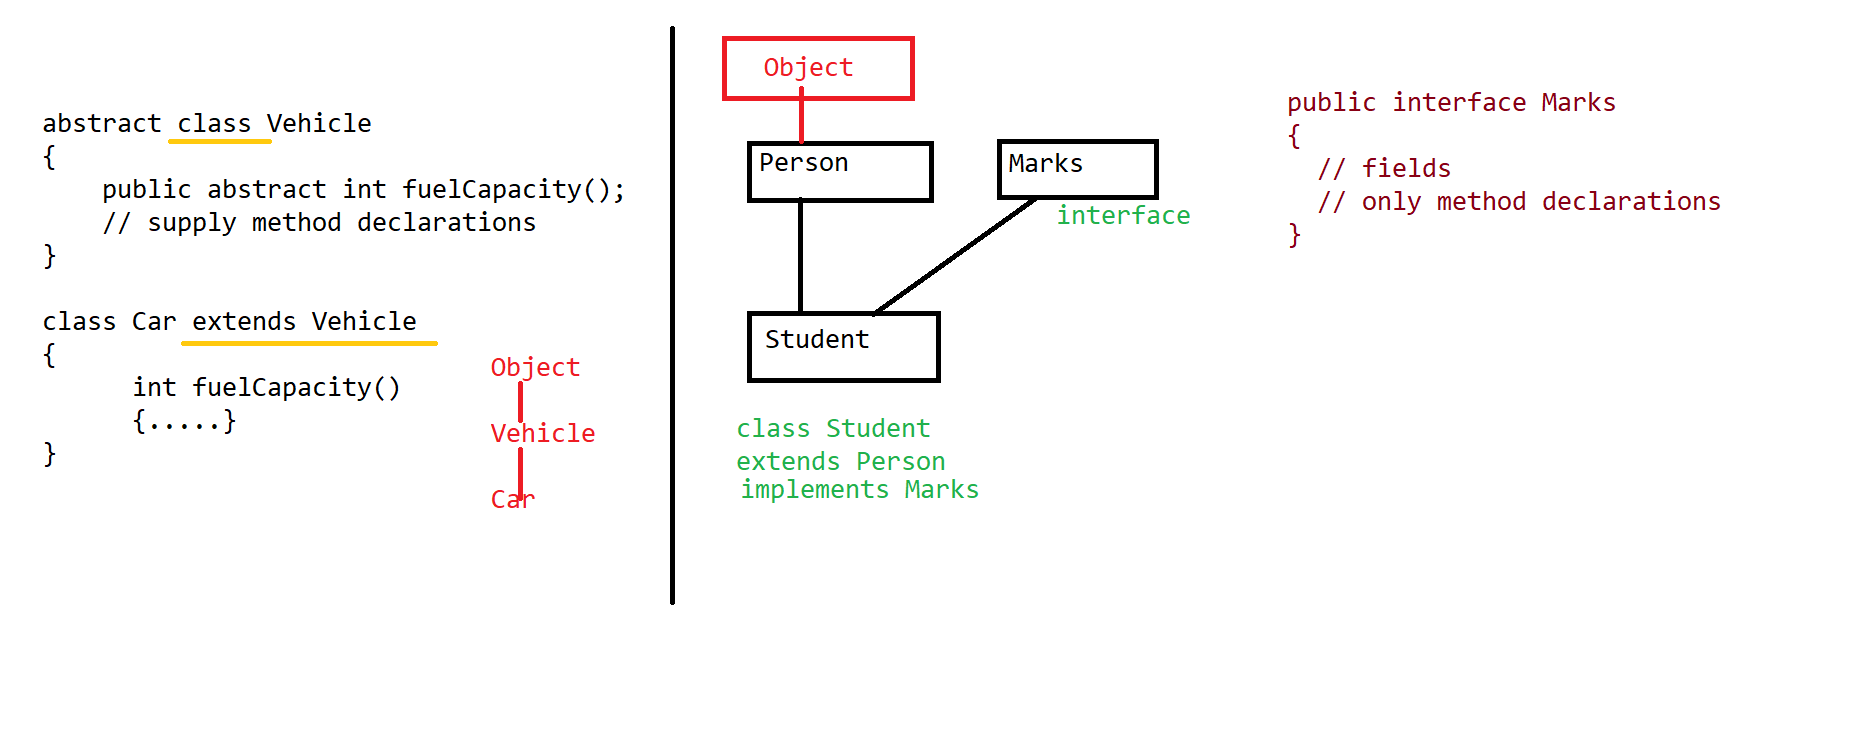 abstract class Vehicle
{
    public abstract int fuelCapacity();
    // supply method declarations
}
class Car extends Vehicle
{
      int fuelCapacity()
      {.....}
}
Object
Vehicle
Car
Object
Person
Marks
interface
Student
class Student
extends Person
implements Marks
public interface Marks
{
  // fields
  // only method declarations
}